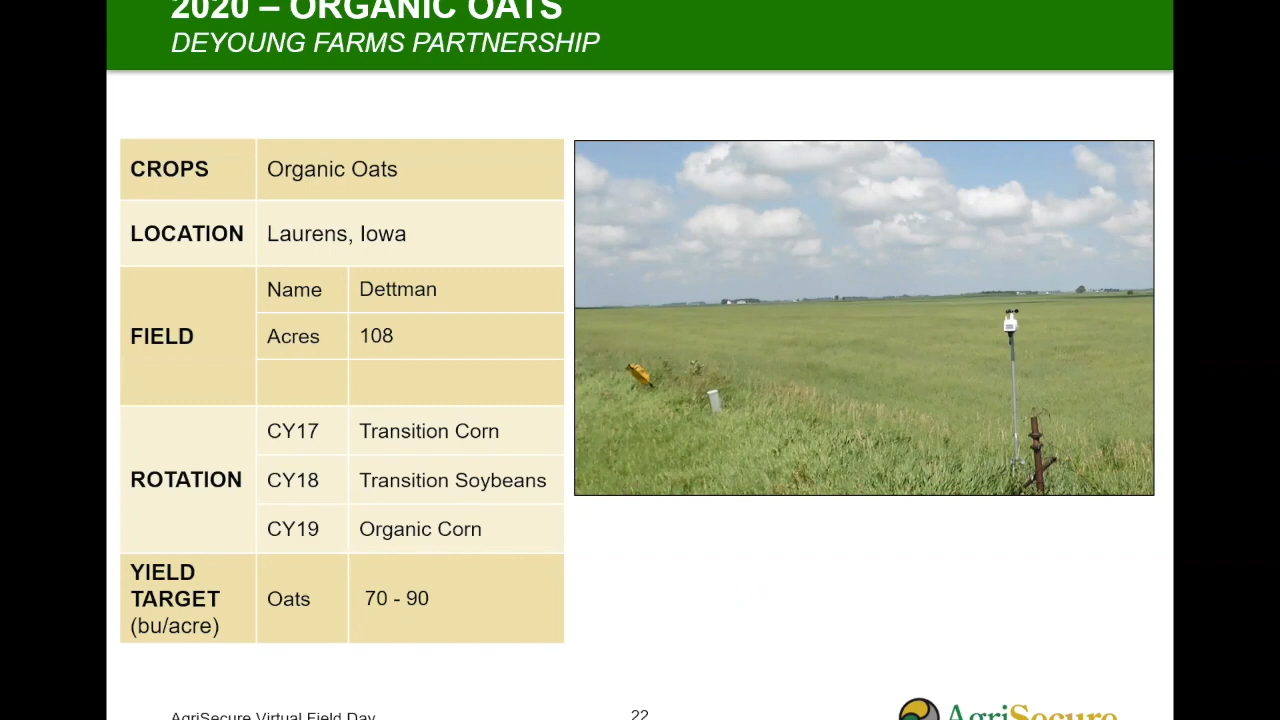 2020 – ORGANIC OATS
DEYOUNG FARMS PARTNERSHIP
CROPS Organic Oats
LOCATION Laurens, Iowa
FIELD
Name Dettman
Acres 108
ROTATION
CY17 Transition Corn
CY18 Transition Soybeans
CY19 Organic Corn
YIELD
TARGET
(bu/acre)
Oats 70 - 90
AgriSecure Virtual Field Day
22
AgriSecure